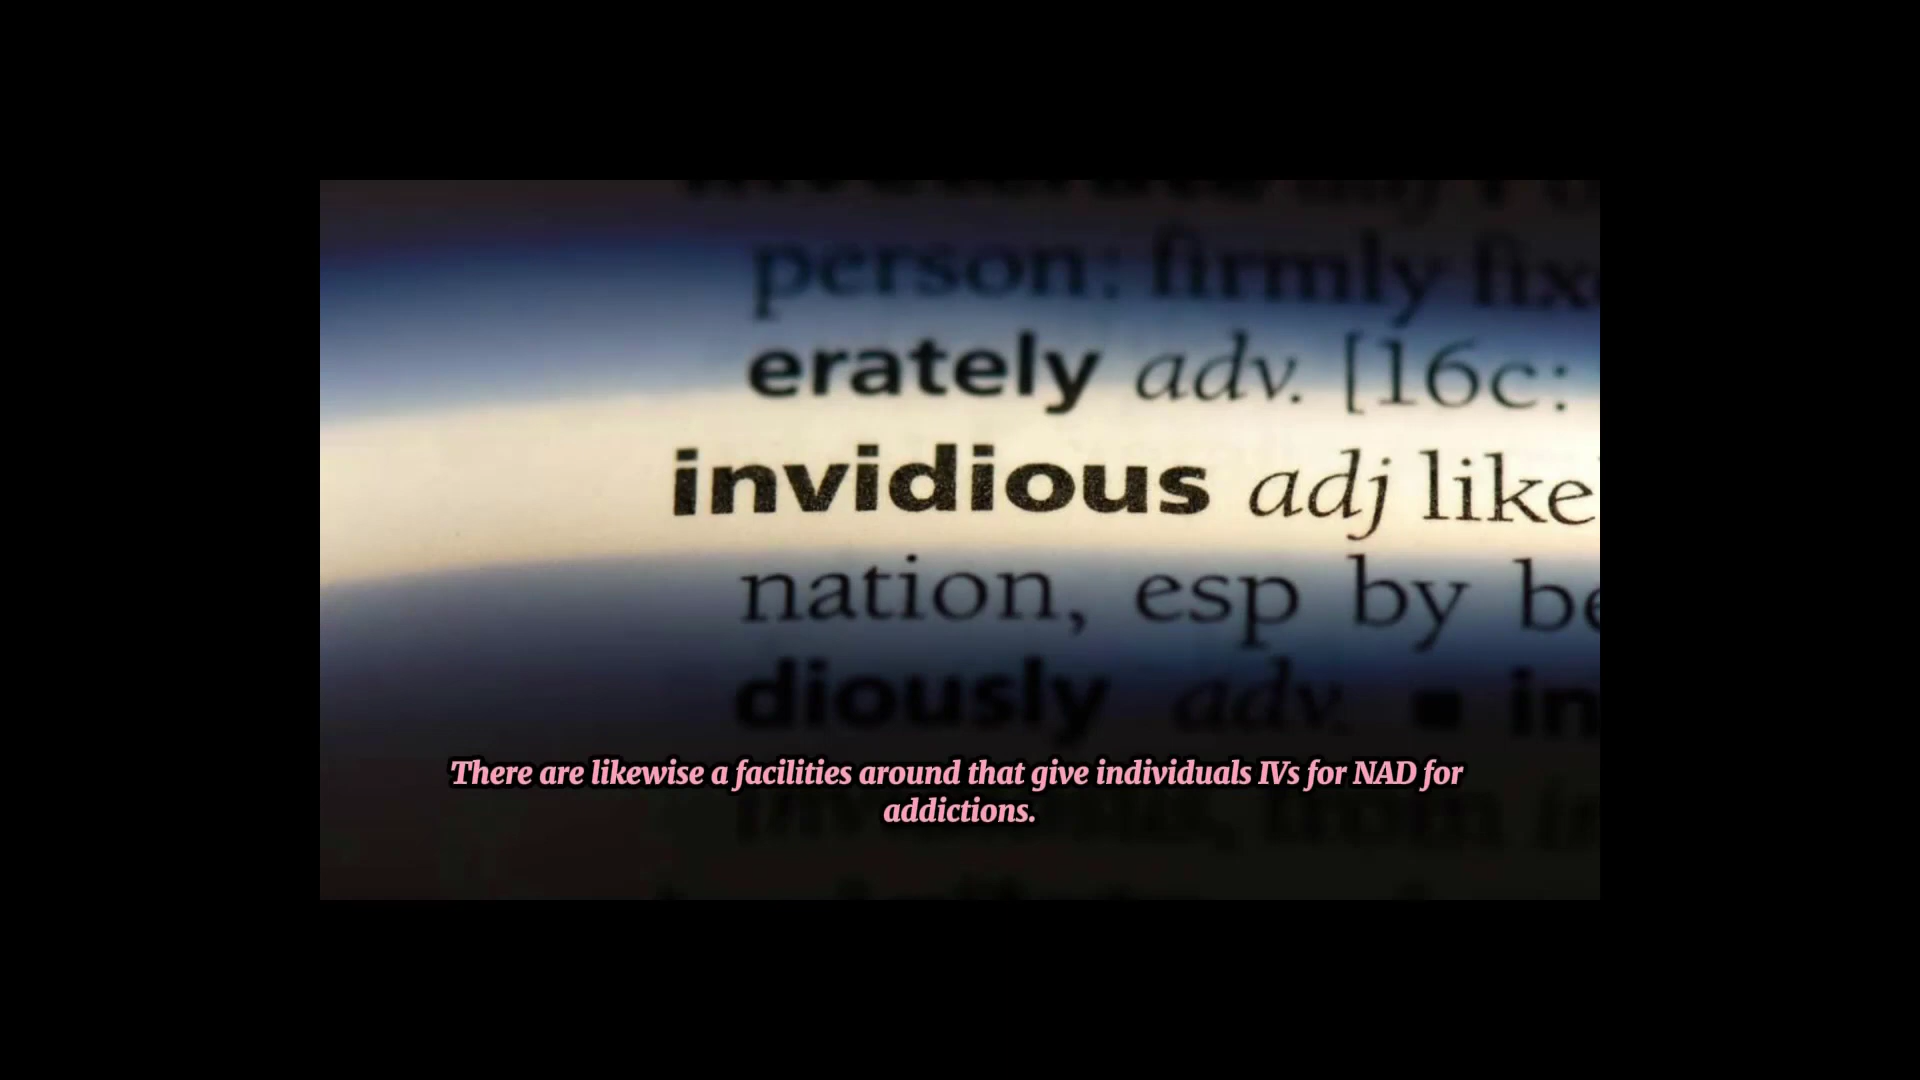 person: firmly fix
erately adv. [16c:
invidious adj like
nation, esp by be
diously adv. ■ in
There are likewise a facilities around that give individuals IVs for NAD for
addictions.